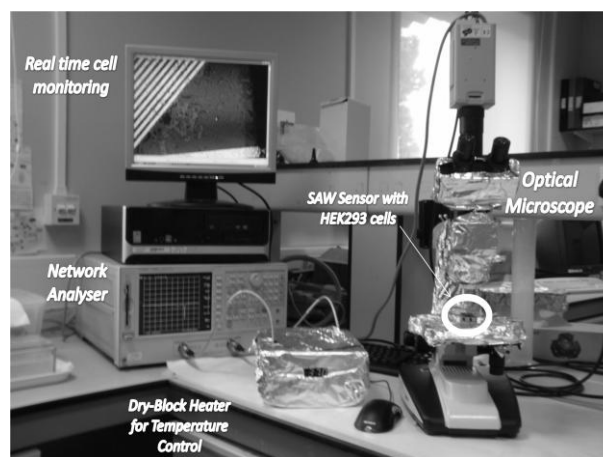 Real time cell
monitoring
SAW Sensor with
HEK293 cells
Optical
Microscope
Network
Analyser
Dry-Block Heater
for Temperature
Control